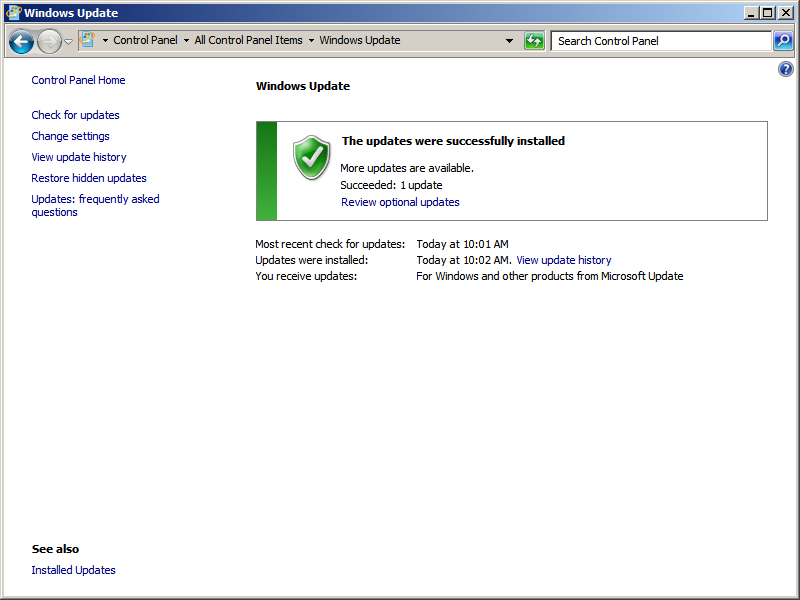 Windows Update
Control Panel
All Control Panel Items
Windows Update
Search Control Panel
Control Panel Home
Check for updates
Change settings
View update history
Restore hidden updates
Updates: frequently asked
questions
See also
Installed Updates
Windows Update
The updates were successfully installed
More updates are available.
Succeeded: 1 update
Review optional updates
Most recent check for updates: Today at 10:01 AM
Updates were installed: Today at 10:02 AM. View update history
You receive updates: For Windows and other products from Microsoft Update